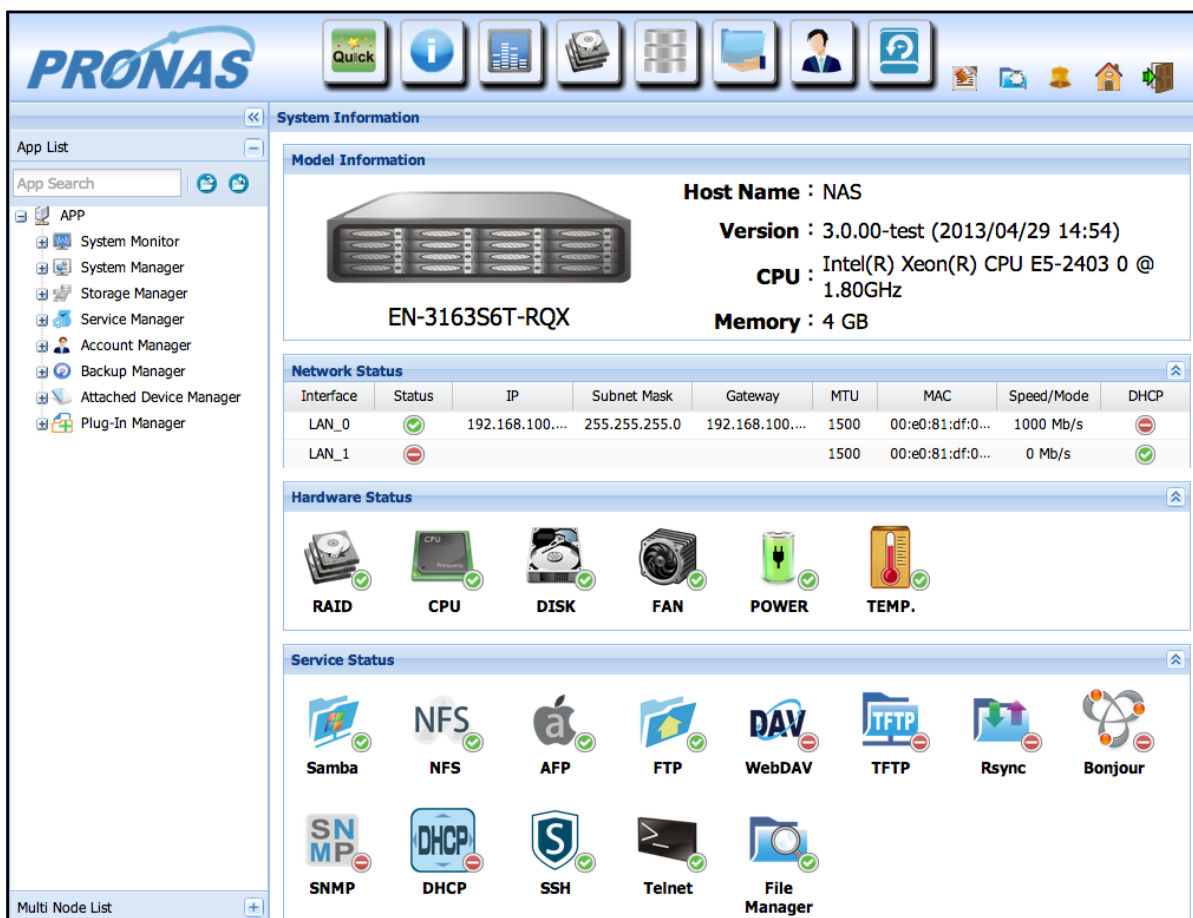 PRONAS
Quick
System Information
App List
App Search
APP
System Monitor
System Manager
Storage Manager
Service Manager
Account Manager
Backup Manager
Attached Device Manager
Plug-In Manager
Multi Node List
Model Information
EN-3163S6T-RQX
Host Name : NAS
Version : 3.0.00-test (2013/04/29 14:54)
CPU : Intel(R) Xeon(R) CPU E5-2403 0 @
1.80GHz
Memory : 4 GB
Network Status
Interface Status IP Subnet Mask Gateway MTU MAC Speed/Mode DHCP
LAN_0 192.168.100,... 255.255.255.0 192.168.100,... 1500 00:e0:81:df:0... 1000 Mb/s
LAN_1 1500 00:e0:81:df:0... 0 Mb/s
Hardware Status
CPU
RAID CPU DISK FAN POWER TEMP.
Service Status
NFS a DAV TFTP
Samba NFS AFP FTP WebDAV TFTP Rsync Bonjour
SN
MP DHCP S >_
SNMP DHCP SSH Telnet File
Manager